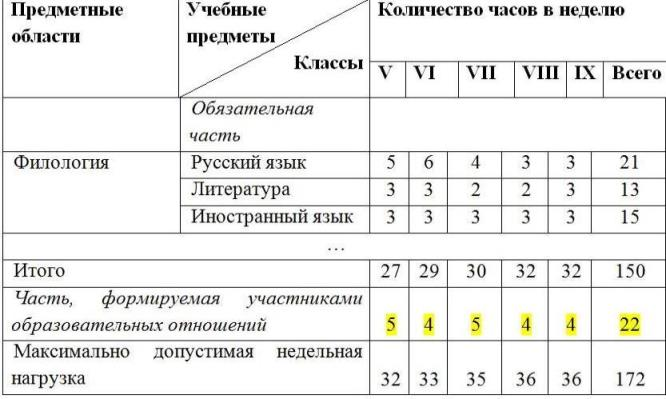 Предметные области Учебные предметы Классы Количество часов в неделю
V VI VII VIII IX Всего
Обязательная часть
Филология Русский язык 5 6 4 3 3 21
Литература 3 3 2 2 3 13
Иностранный язык 3 3 3 3 3 15
…
Итого 27 29 30 32 32 150
Часть, формируемая участниками
образовательных отношений 5 4 5 4 4 22
Максимально допустимая недельная
нагрузка 32 33 35 36 36 172